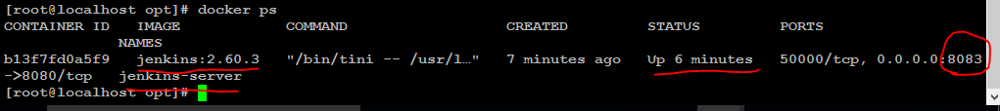 [root@localhost opt]# docker ps
CONTAINER ID   IMAGE            COMMAND                  CREATED         STATUS         PORTS
               NAMES
b13f7fd0a5f9   jenkins:2.60.3   "/bin/tini -- /usr/l…"   7 minutes ago   Up 6 minutes   50000/tcp, 0.0.0.0:8083
->8080/tcp   jenkins-server
[root@localhost opt]#